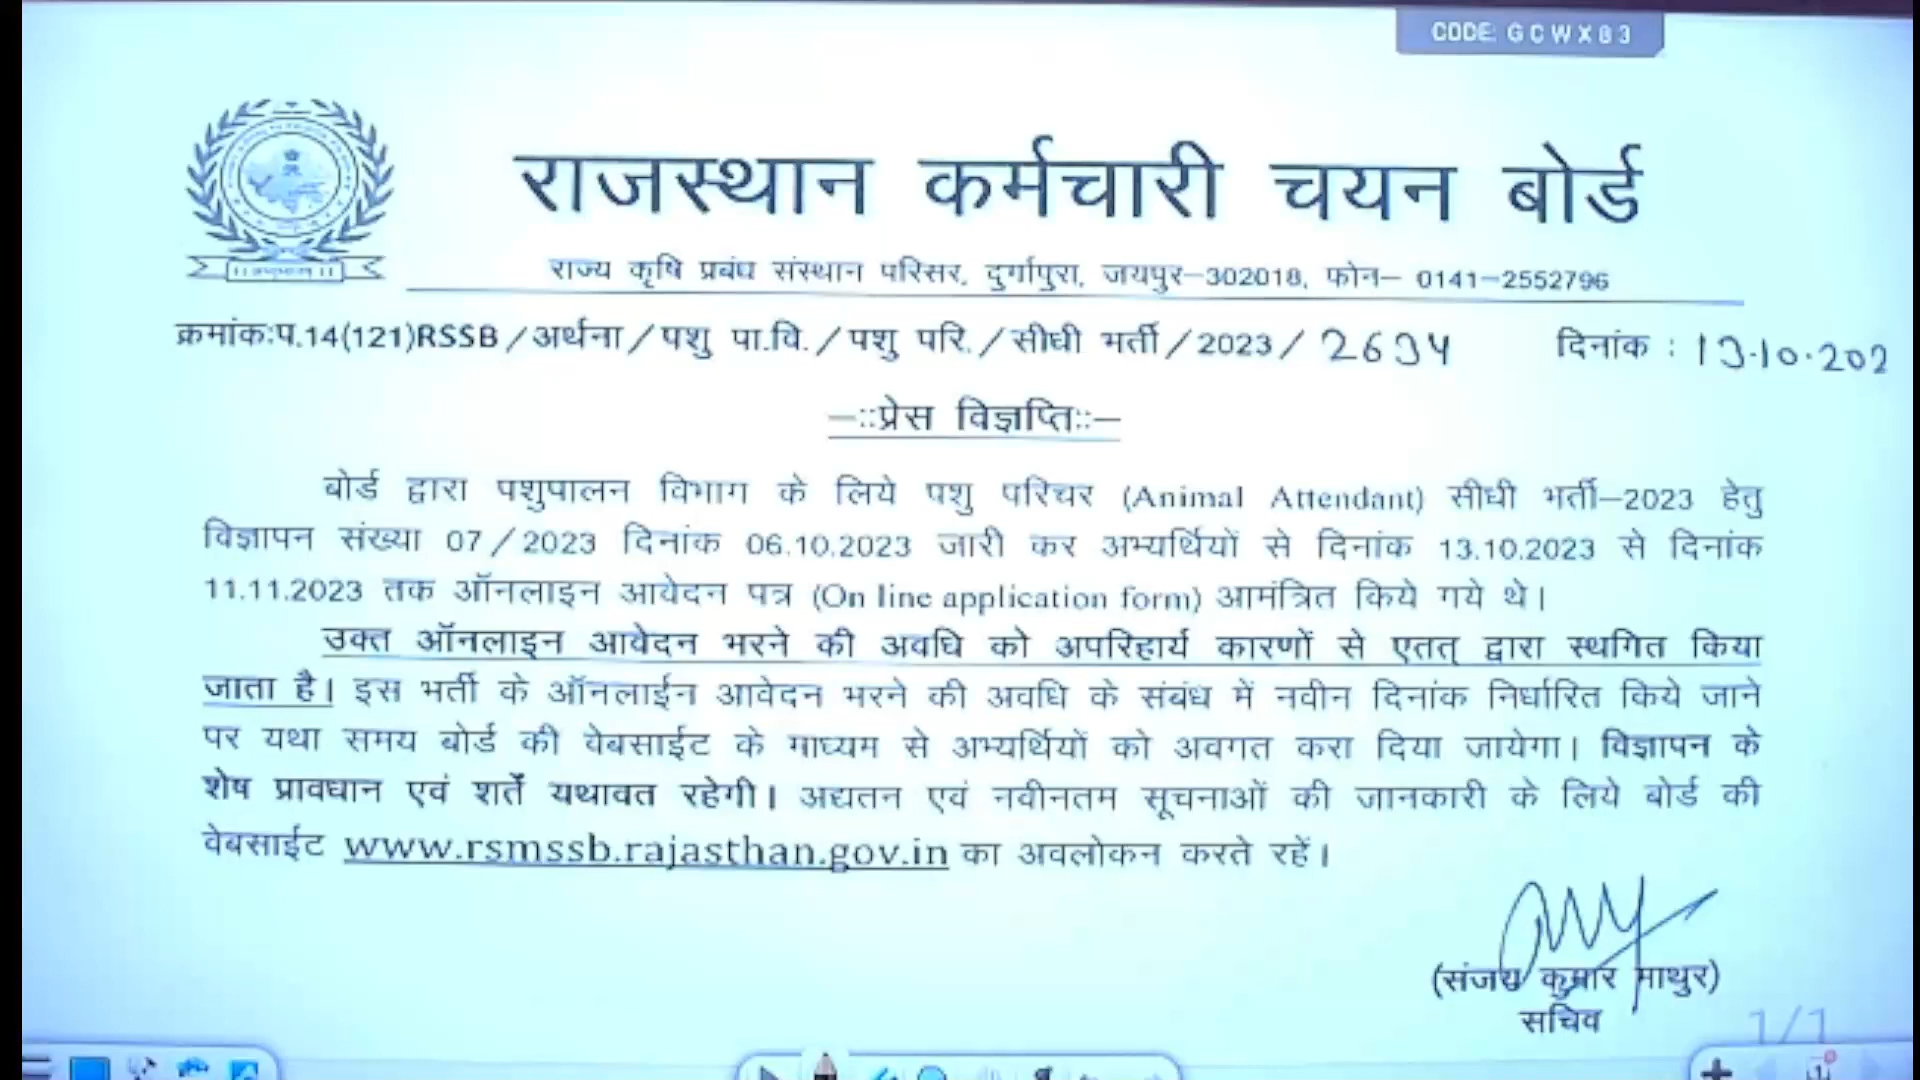 CODE: GCWX83
राजस्थान कर्मचारी चयन बोर्ड
राज्य कृषि प्रबंध संस्थान परिसर, दुर्गापुरा, जयपुर–302018, फोन– 0141–2552796
क्रमांक:प.14(121)RSSB/अर्थना/पशु पा.वि./पशु परि./सीधी भर्ती/2023/2634 दिनांक : 13.10.202
–::प्रेस विज्ञप्ति::–
बोर्ड द्वारा पशुपालन विभाग के लिये पशु परिचर (Animal Attendant) सीधी भर्ती–2023 हेतु
विज्ञापन संख्या 07/2023 दिनांक 06.10.2023 जारी कर अभ्यर्थियों से दिनांक 13.10.2023 से दिनांक
11.11.2023 तक ऑनलाइन आवेदन पत्र (On line application form) आमंत्रित किये गये थे।
उक्त ऑनलाइन आवेदन भरने की अवधि को अपरिहार्य कारणों से एतत् द्वारा स्थगित किया
जाता है। इस भर्ती के ऑनलाईन आवेदन भरने की अवधि के संबंध में नवीन दिनांक निर्धारित किये जाने
पर यथा समय बोर्ड की वेबसाईट के माध्यम से अभ्यर्थियों को अवगत करा दिया जायेगा। विज्ञापन के
शेष प्रावधान एवं शर्तें यथावत रहेगी। अद्यतन एवं नवीनतम सूचनाओं की जानकारी के लिये बोर्ड की
वेबसाईट www.rsmssb.rajasthan.gov.in का अवलोकन करते रहें।
(संजय कुमार माथुर)
सचिव
1/1